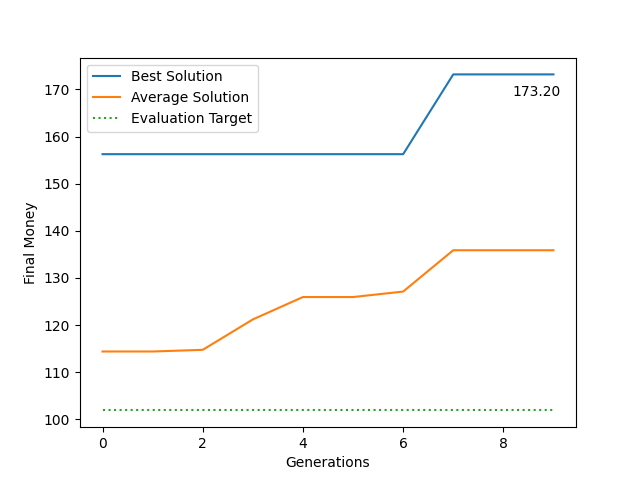 Best Solution
Average Solution
Evaluation Target
173.20
Final Money
170
160
150
140
130
120
110
100
0 2 4 6 8
Generations